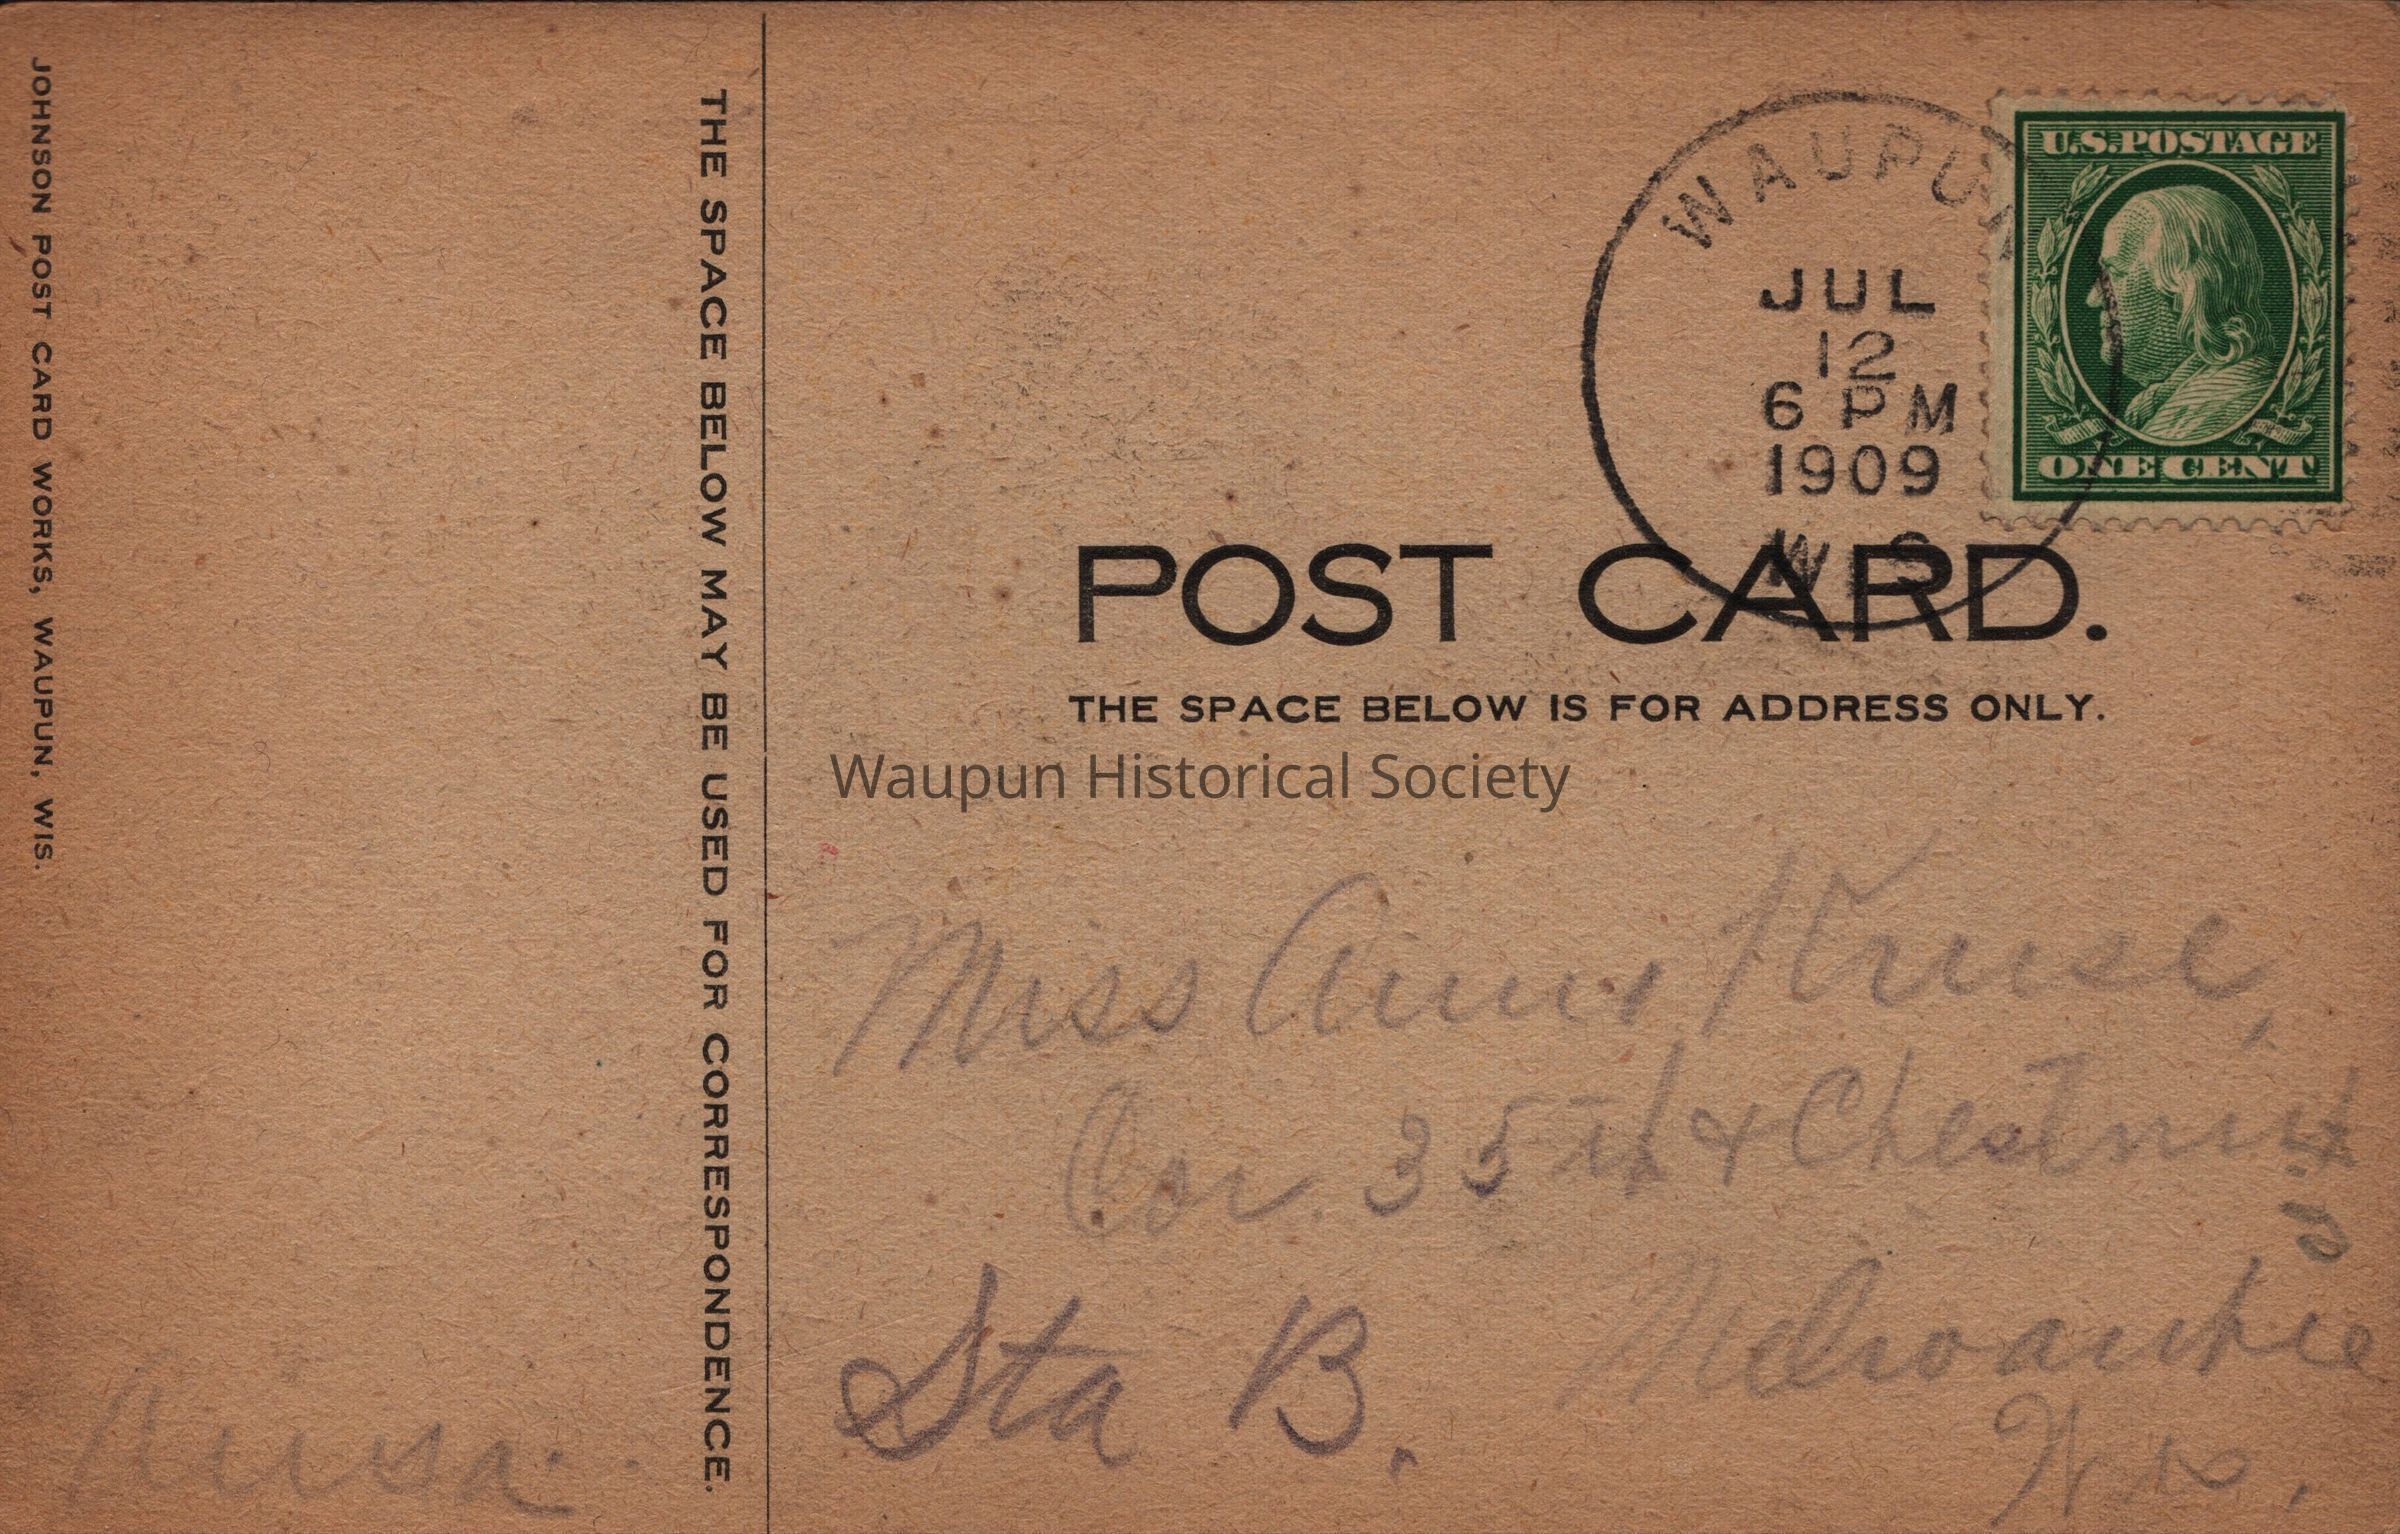 JOHNSON POST CARD WORKS, WAUPUN, WIS.
THE SPACE BELOW MAY BE USED FOR CORRESPONDENCE.
WAUPUN
JUL
12
6 PM
1909
WIS
U.S. POSTAGE
ONE CENT
POST CARD.
THE SPACE BELOW IS FOR ADDRESS ONLY.
Waupun Historical Society
Miss Kruse,
Cor. 35th & Chestnut
Milwaukee
Sta B.
Wis.